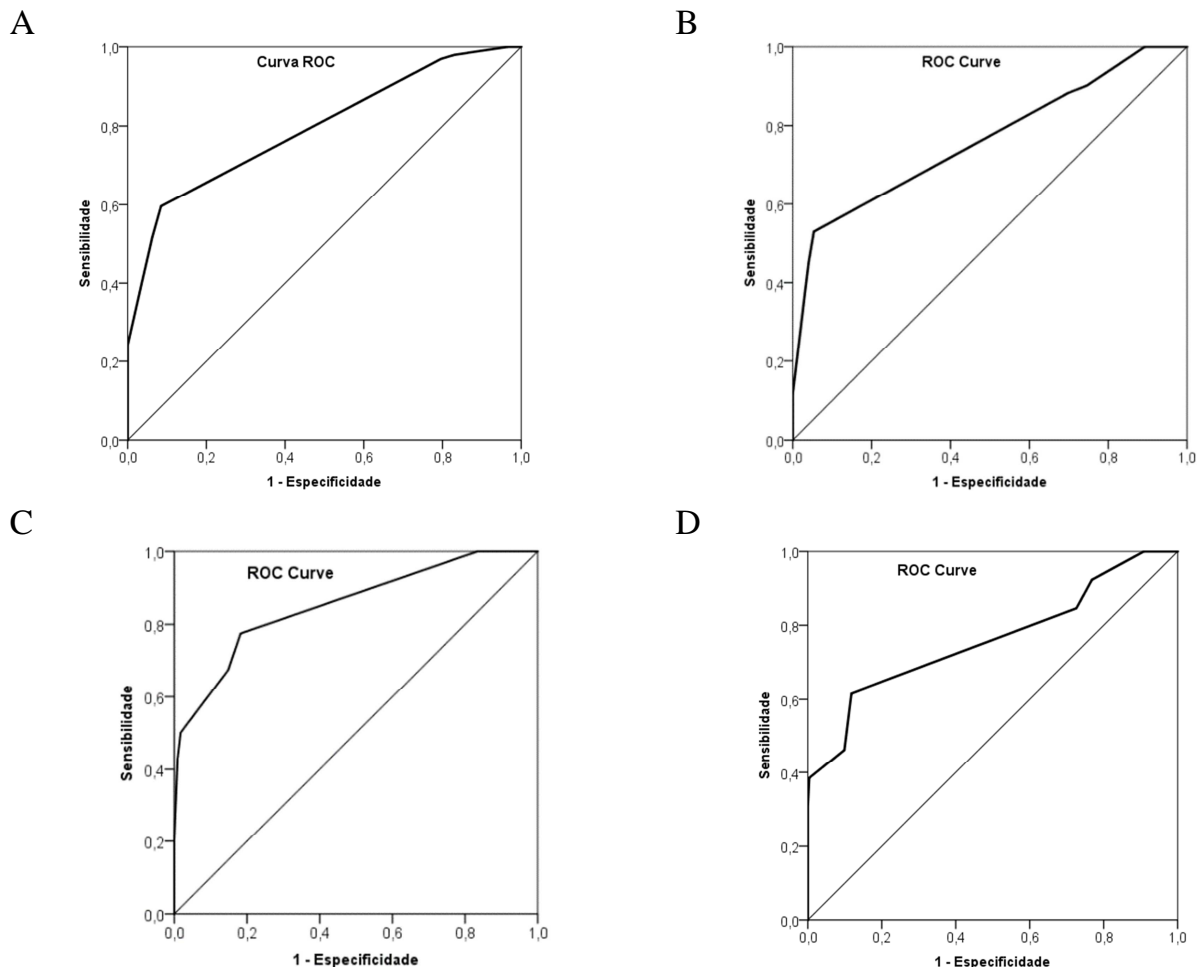 A
Curva ROC
Sensibilidade
1,0
0,8
0,6
0,4
0,2
0,0
0,0 0,2 0,4 0,6 0,8 1,0
1 - Especificidade
B
ROC Curve
Sensibilidade
1,0
0,8
0,6
0,4
0,2
0,0
0,0 0,2 0,4 0,6 0,8 1,0
1 - Especificidade
C
ROC Curve
Sensibilidade
1,0
0,8
0,6
0,4
0,2
0,0
0,0 0,2 0,4 0,6 0,8 1,0
1 - Especificidade
D
ROC Curve
Sensibilidade
1,0
0,8
0,6
0,4
0,2
0,0
0,0 0,2 0,4 0,6 0,8 1,0
1 - Especificidade